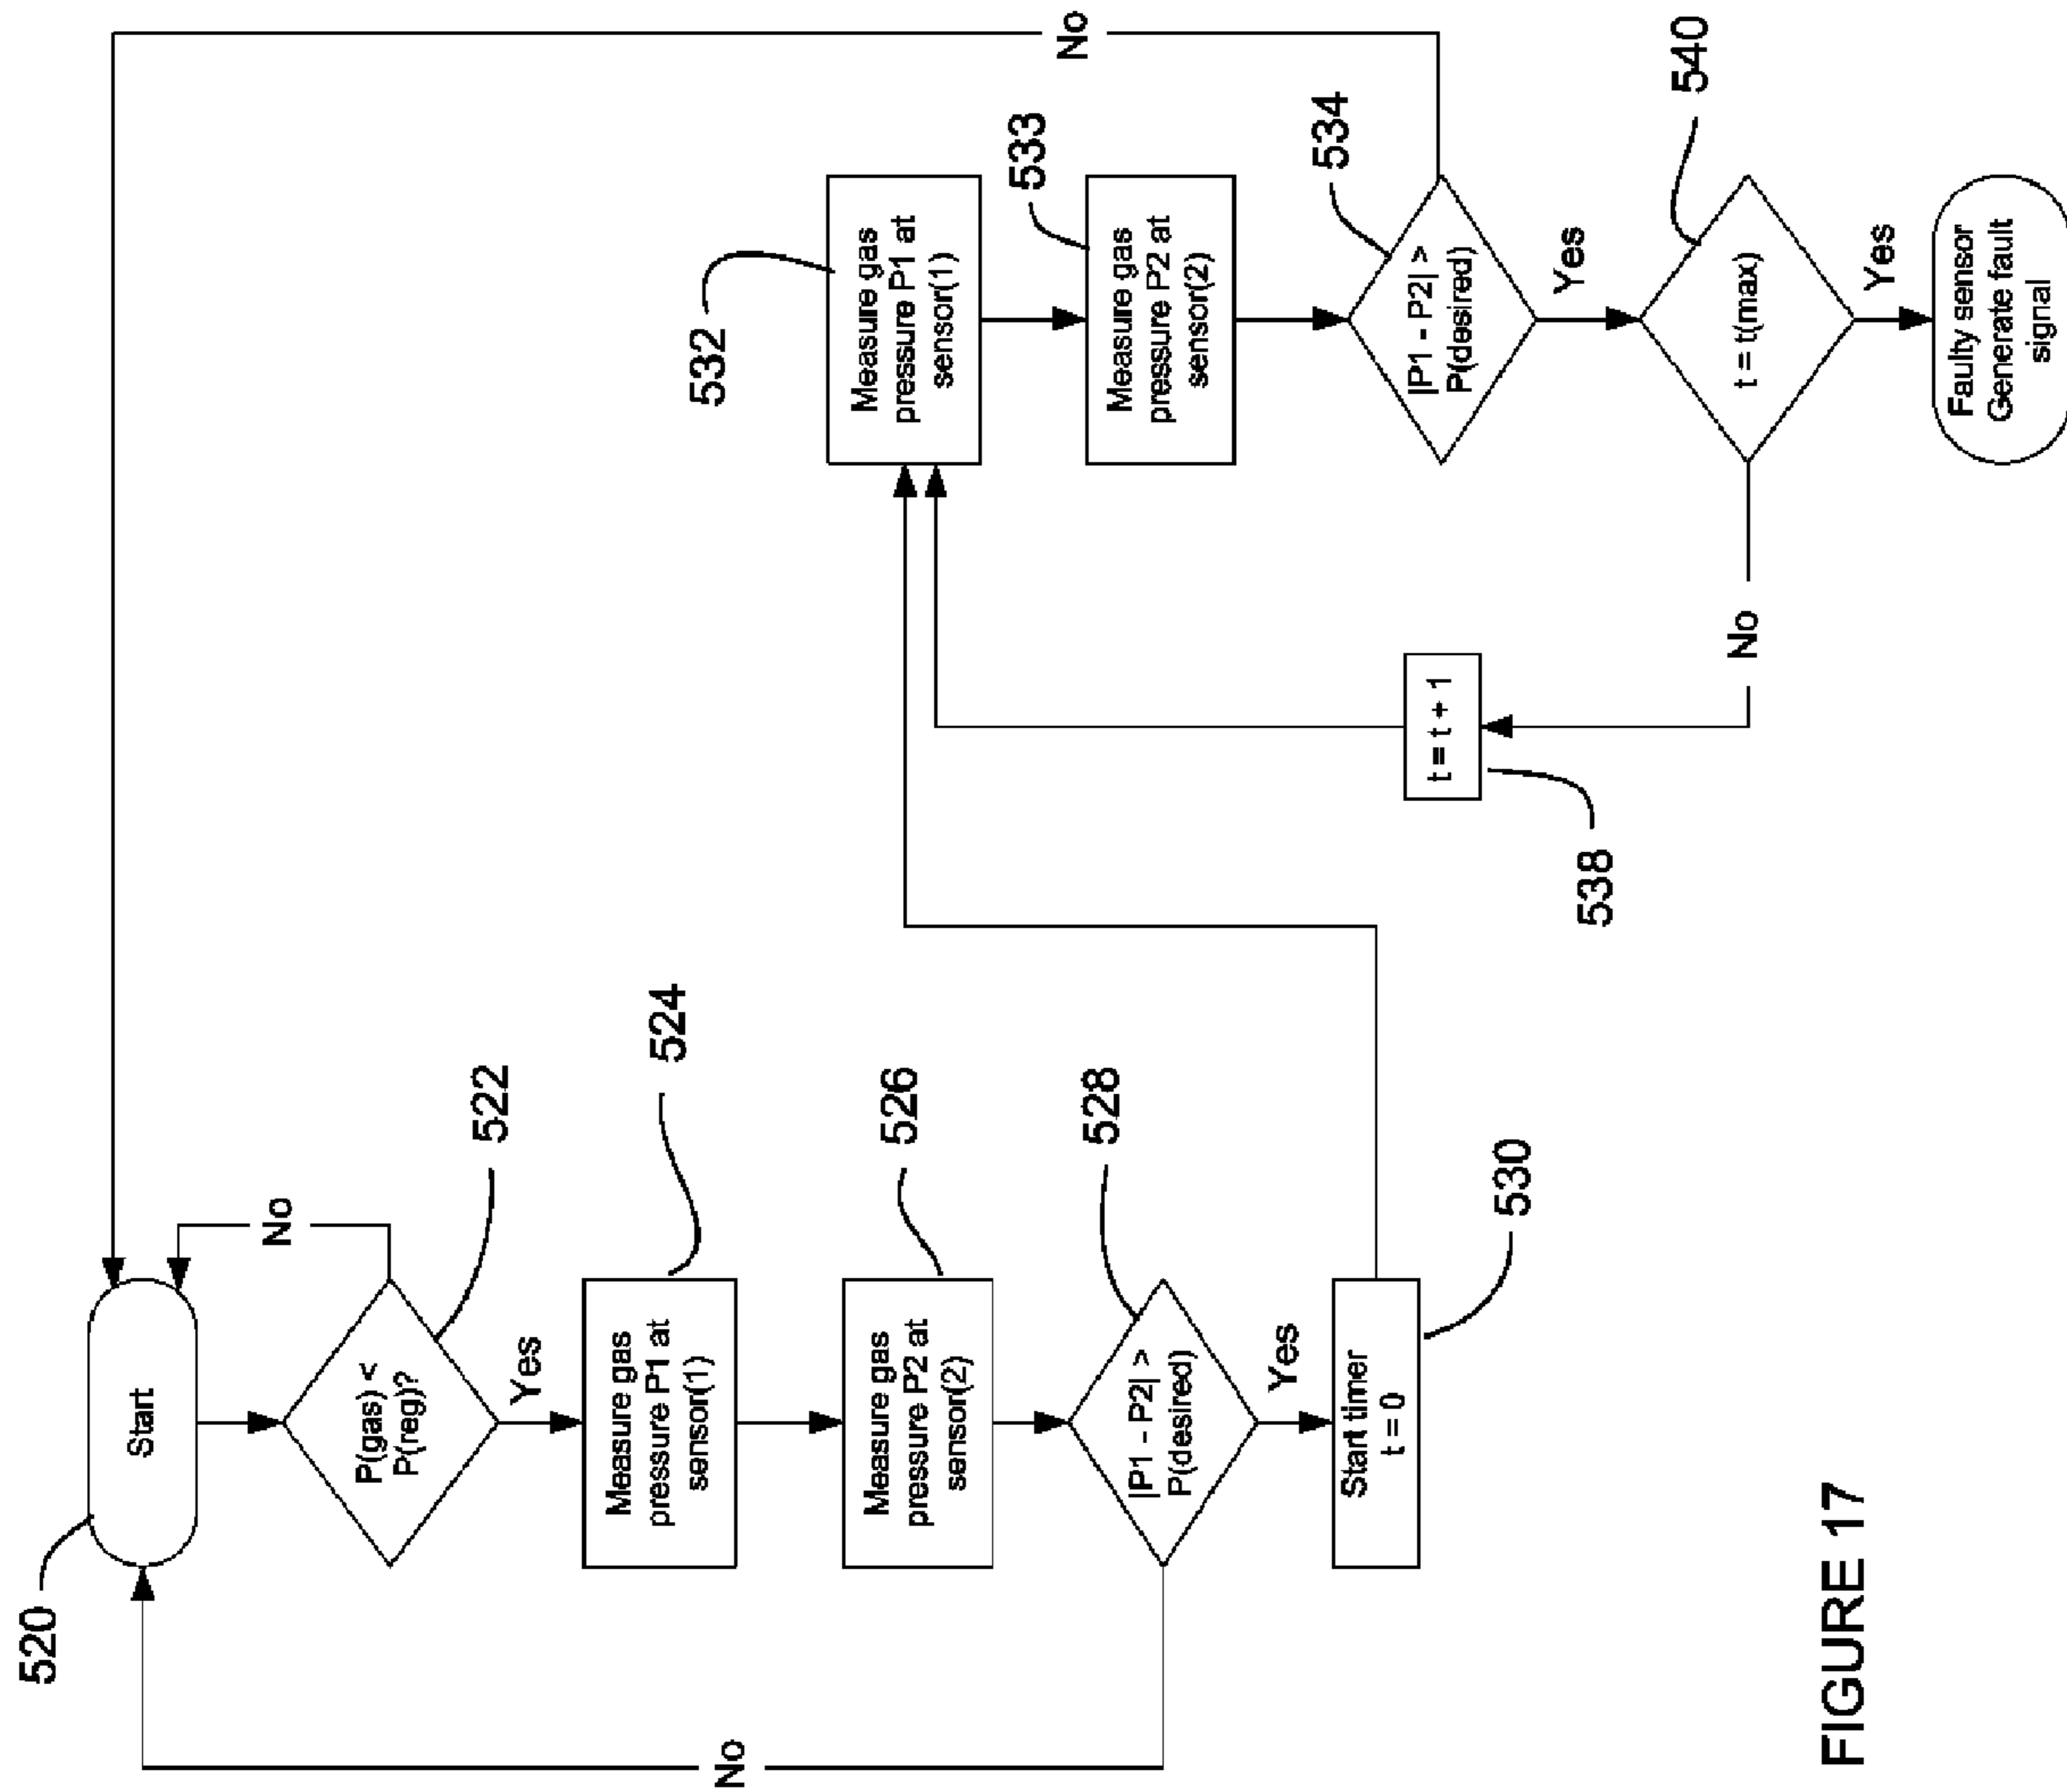 520
Start
No
P(gas) <
P(reg)?
522
Yes
Measure gas
pressure P1 at
sensor(1)
524
Measure gas
pressure P2 at
sensor(2)
526
|P1 - P2| >
P(desired)
528
No
Yes
Start timer
t = 0
530
532
Measure gas
pressure P1 at
sensor(1)
533
Measure gas
pressure P2 at
sensor(2)
|P1 - P2| >
P(desired)
534
No
Yes
t = t + 1
538
t = t(max)
540
No
Yes
Faulty sensor
Generate fault
signal
FIGURE 17